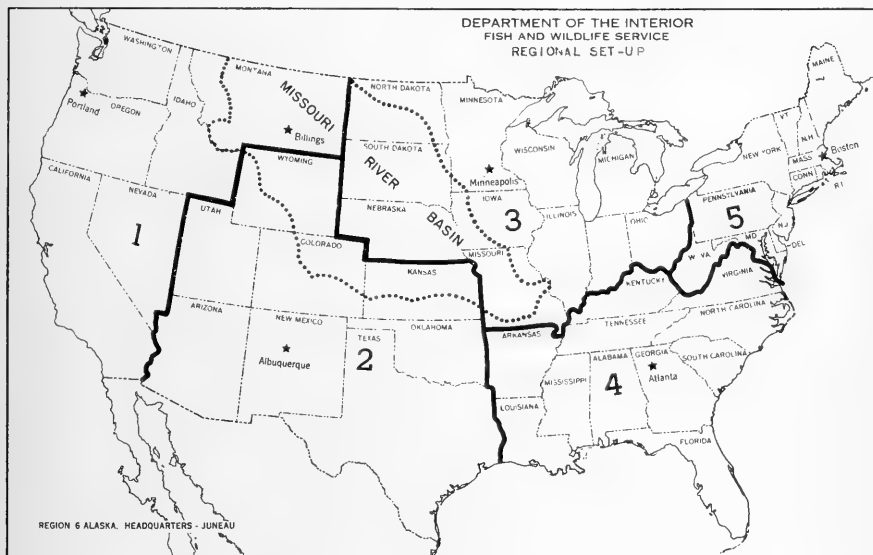 DEPARTMENT OF THE INTERIOR
FISH AND WILDLIFE SERVICE
REGIONAL SET-UP
WASHINGTON
MONTANA
NORTH DAKOTA
MINNESOTA
MAINE
Portland
OREGON
IDAHO
MISSOURI
Billings
WISCONSIN
MICHIGAN
NEW YORK
VT
N.H.
Boston
MASS
CONN
R I
WYOMING
SOUTH DAKOTA
RIVER
Minneapolis
CALIFORNIA
NEVADA
UTAH
NEBRASKA
BASIN
IOWA
3
ILLINOIS
OHIO
PENNSYLVANIA
5
N J
MD
DEL
1
COLORADO
KANSAS
MISSOURI
W. VA
KENTUCKY
VIRGINIA
ARIZONA
NEW MEXICO
OKLAHOMA
ARKANSAS
TENNESSEE
NORTH CAROLINA
Albuquerque
TEXAS
2
MISSISSIPPI
ALABAMA
GEORGIA
SOUTH CAROLINA
4
Atlanta
LOUISIANA
FLORIDA
REGION 6 ALASKA. HEADQUARTERS - JUNEAU